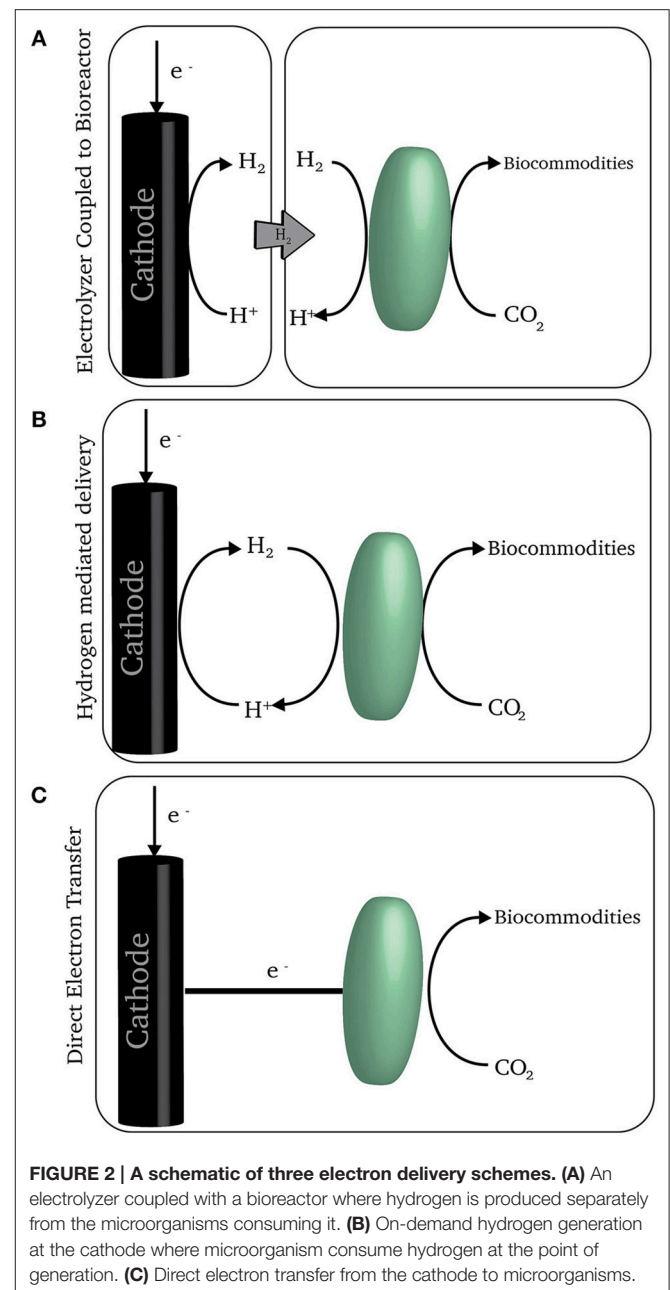 A
Electrolyzer Coupled to Bioreactor
e -
Cathode
H2
H+
H2
H2
H+
Biocommodities
CO2
B
Hydrogen mediated delivery
e -
Cathode
H2
H+
Biocommodities
CO2
C
Direct Electron Transfer
e -
Cathode
e -
Biocommodities
CO2
FIGURE 2 | A schematic of three electron delivery schemes. (A) An
electrolyzer coupled with a bioreactor where hydrogen is produced separately
from the microorganisms consuming it. (B) On-demand hydrogen generation
at the cathode where microorganism consume hydrogen at the point of
generation. (C) Direct electron transfer from the cathode to microorganisms.